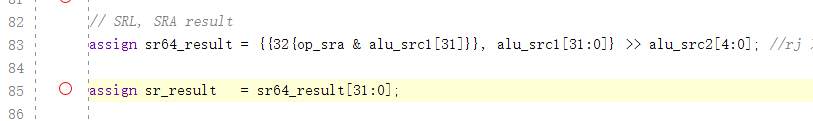 82 // SRL, SRA result
83 assign sr64_result = {{32{op_sra & alu_src1[31]}}, alu_src1[31:0]} >> alu_src2[4:0]; //rj
84
85 assign sr_result   = sr64_result[31:0];
86